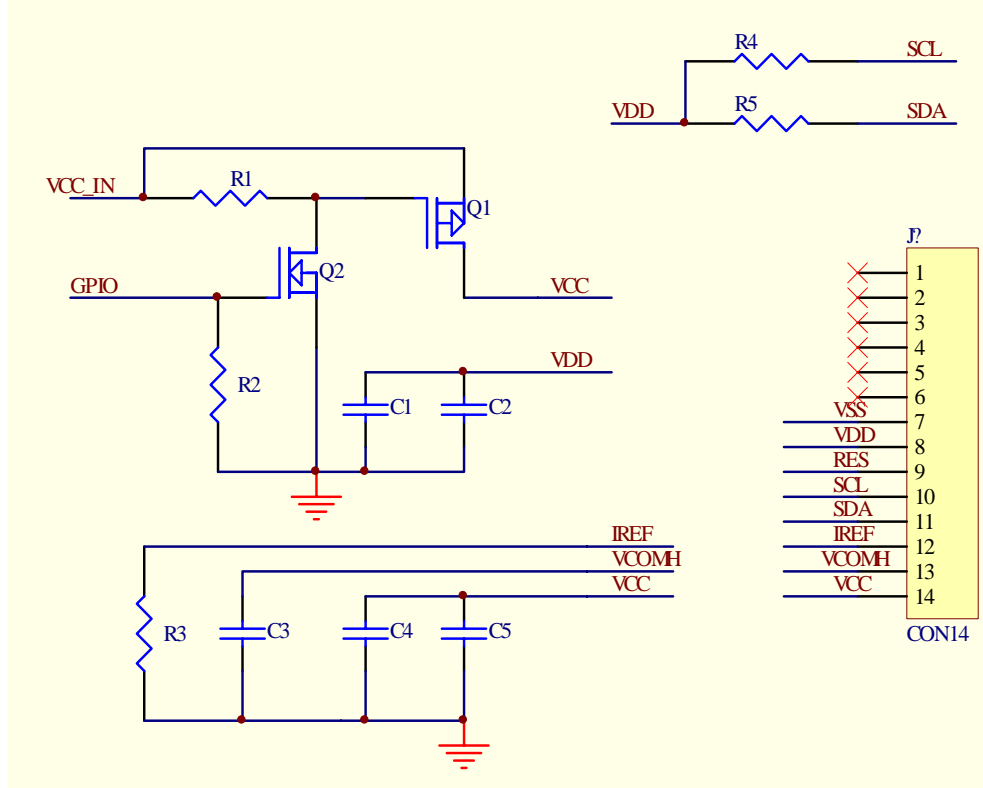 R4
SCL
VDD
R5
SDA
VCC_IN
R1
Q1
J?
Q2
GPIO
VCC
R2
VDD
C1
C2
1
2
3
4
5
6
VSS
7
VDD
8
RES
9
SCL
10
SDA
11
IREF
12
VCOMH
13
VCC
14
CON14
IREF
VCOMH
VCC
R3
C3
C4
C5